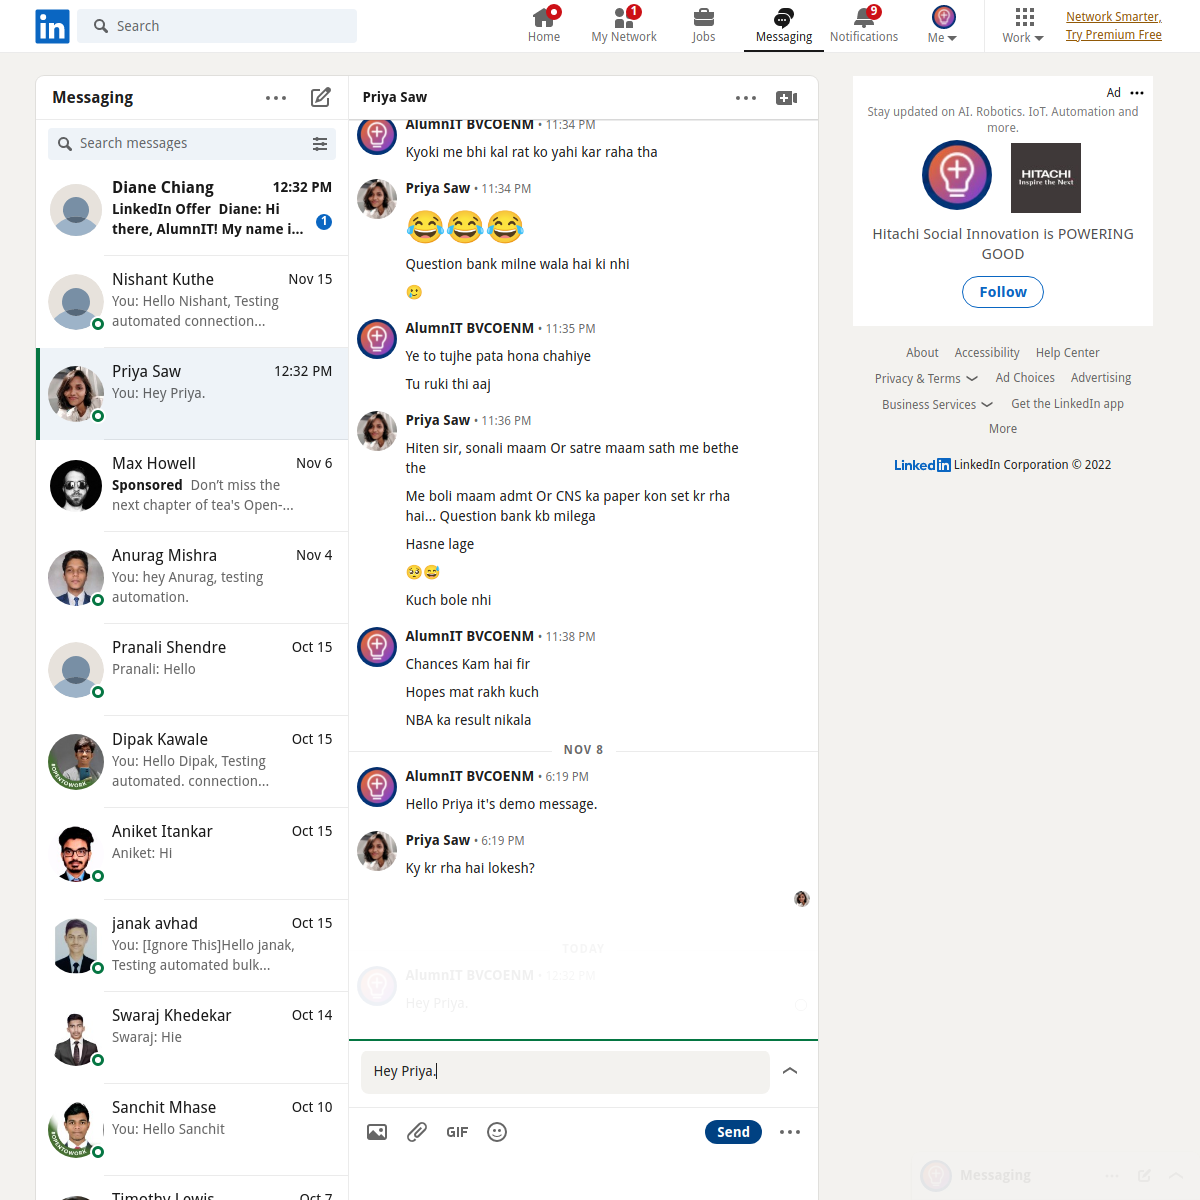 in
Search
Home
1
My Network
Jobs
Messaging
9
Notifications
Me
Work
Network Smarter,
Try Premium Free
Messaging
Search messages
Diane Chiang 12:32 PM
LinkedIn Offer Diane: Hi
there, AlumnIT! My name i... 1
Nishant Kuthe Nov 15
You: Hello Nishant, Testing
automated connection...
Priya Saw 12:32 PM
You: Hey Priya.
Max Howell Nov 6
Sponsored Don’t miss the
next chapter of tea's Open-...
Anurag Mishra Nov 4
You: hey Anurag, testing
automation.
Pranali Shendre Oct 15
Pranali: Hello
Dipak Kawale Oct 15
You: Hello Dipak, Testing
automated. connection...
#OPENTOWORK
Aniket Itankar Oct 15
Aniket: Hi
janak avhad Oct 15
You: [Ignore This]Hello janak,
Testing automated bulk...
Swaraj Khedekar Oct 14
Swaraj: Hie
Sanchit Mhase Oct 10
You: Hello Sanchit
#OPENTOWORK
Timothy Lewis Oct 7
Priya Saw
AlumnIT BVCOENM • 11:34 PM
Kyoki me bhi kal rat ko yahi kar raha tha
Priya Saw • 11:34 PM
😂😂😂
Question bank milne wala hai ki nhi
🥲
AlumnIT BVCOENM • 11:35 PM
Ye to tujhe pata hona chahiye
Tu ruki thi aaj
Priya Saw • 11:36 PM
Hiten sir, sonali maam Or satre maam sath me bethe
the
Me boli maam admt Or CNS ka paper kon set kr rha
hai... Question bank kb milega
Hasne lage
🥺😅
Kuch bole nhi
AlumnIT BVCOENM • 11:38 PM
Chances Kam hai fir
Hopes mat rakh kuch
NBA ka result nikala
NOV 8
AlumnIT BVCOENM • 6:19 PM
Hello Priya it's demo message.
Priya Saw • 6:19 PM
Ky kr rha hai lokesh?
TODAY
AlumnIT BVCOENM • 12:32 PM
Hey Priya.
Hey Priya.
GIF
Send
Ad
Stay updated on AI. Robotics. IoT. Automation and
more.
HITACHI
Inspire the Next
Hitachi Social Innovation is POWERING
GOOD
Follow
About Accessibility Help Center
Privacy & Terms Ad Choices Advertising
Business Services Get the LinkedIn app
More
Linkedin LinkedIn Corporation © 2022
Messaging